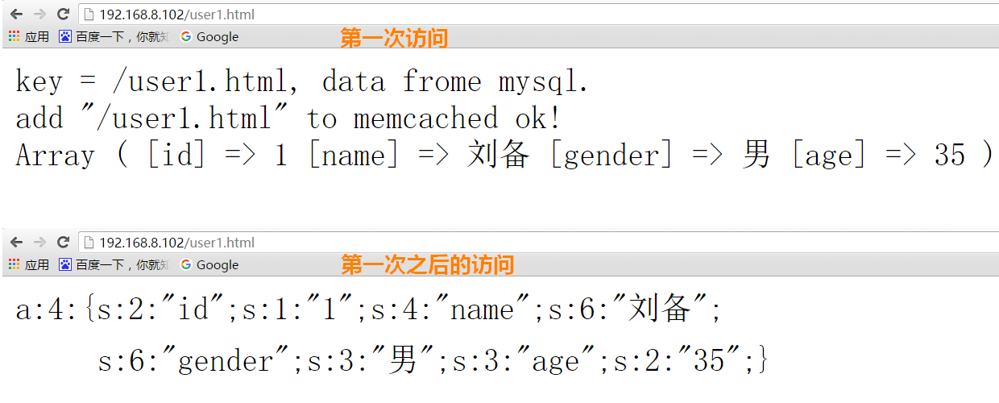 192.168.8.102/user1.html
应用 百度一下，你就知 Google 第一次访问
key = /user1.html, data frome mysql.
add "/user1.html" to memcached ok!
Array ( [id] => 1 [name] => 刘备 [gender] => 男 [age] => 35 )
192.168.8.102/user1.html
应用 百度一下，你就知 Google 第一次之后的访问
a:4:{s:2:"id";s:1:"1";s:4:"name";s:6:"刘备";
s:6:"gender";s:3:"男";s:3:"age";s:2:"35";}